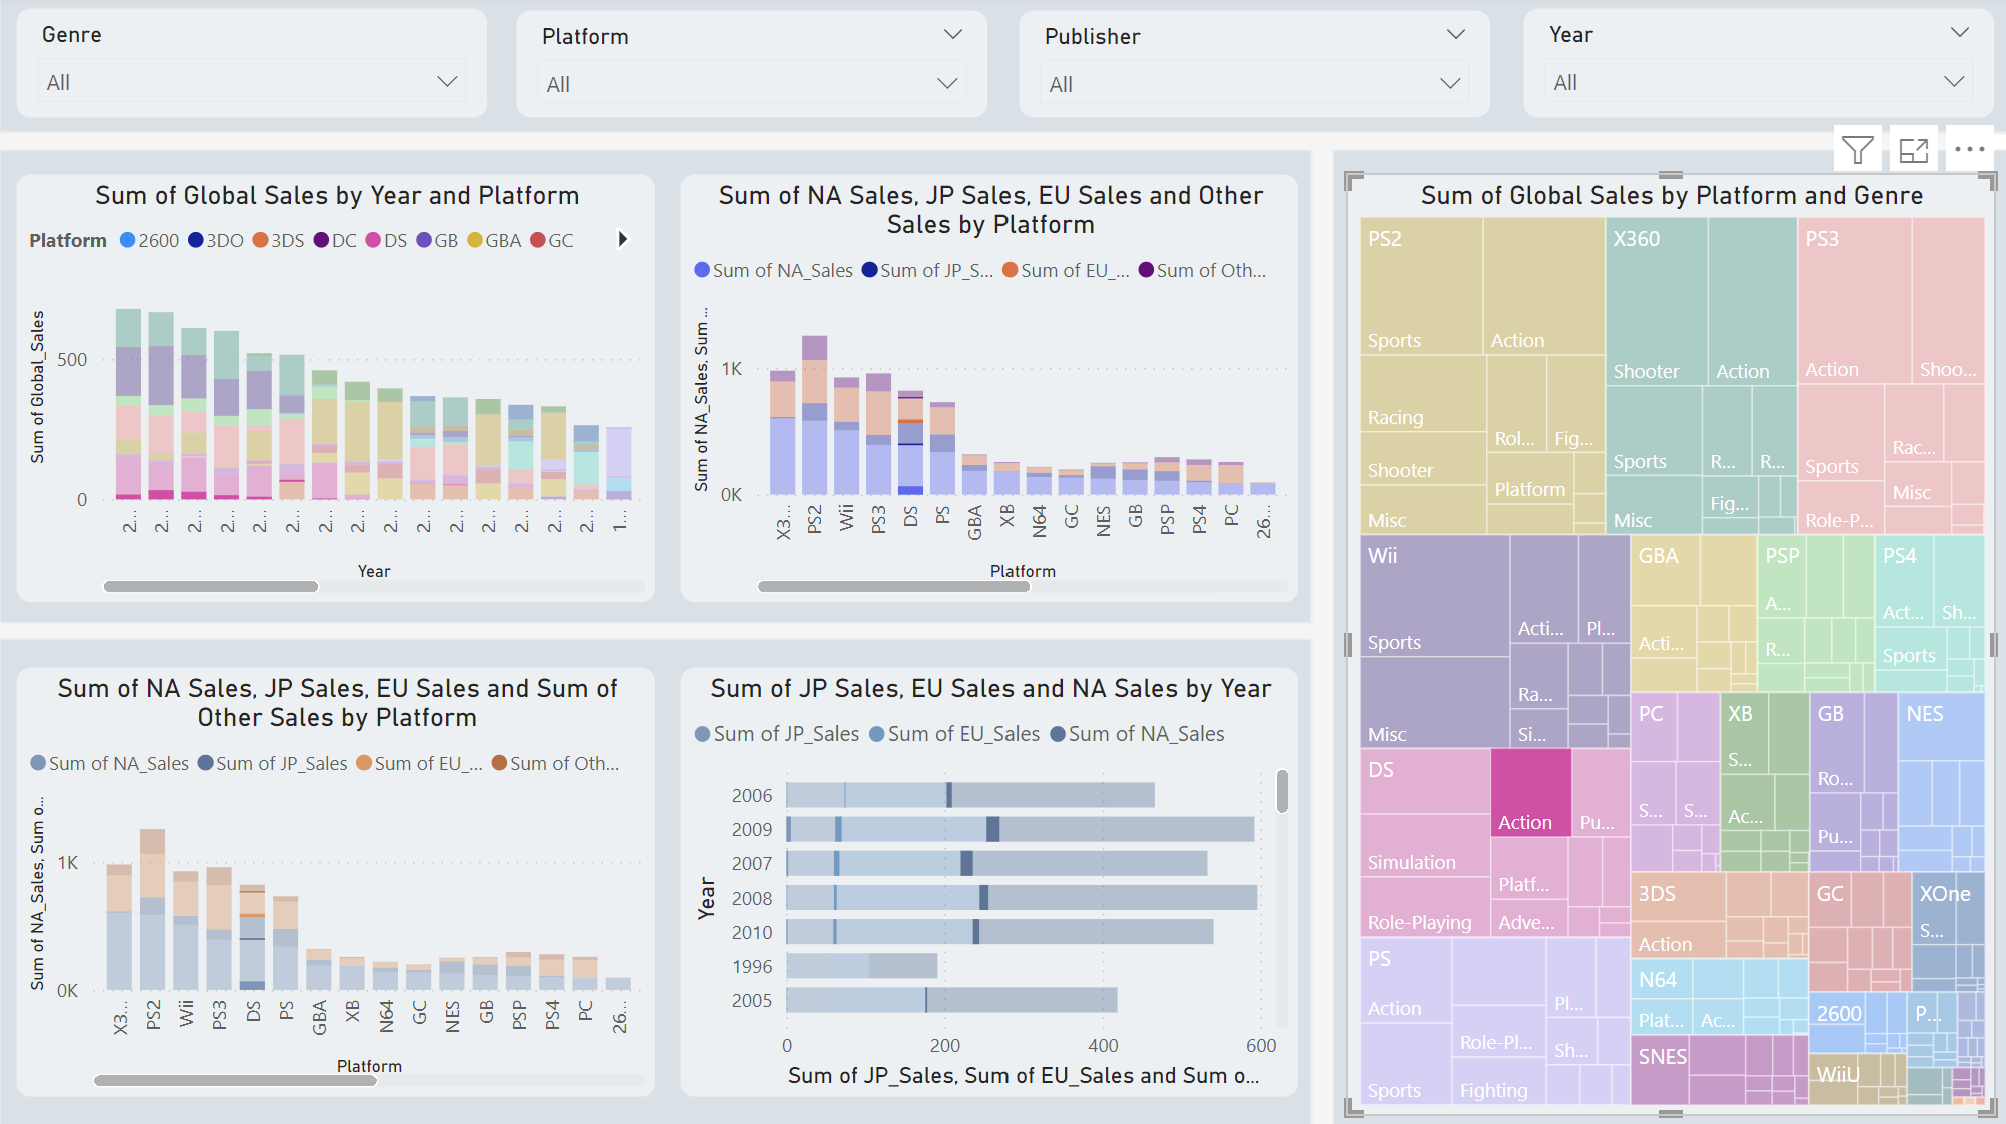 Genre
All
Platform
All
Publisher
All
Year
All
Sum of Global Sales by Year and Platform
Platform 2600 3DO 3DS DC DS GB GBA GC
Sum of Global_Sales
500
0
2... 2... 2... 2... 2... 2... 2... 2... 2... 2... 2... 2... 2... 2... 2... 1...
Year
Sum of NA Sales, JP Sales, EU Sales and Other
Sales by Platform
Sum of NA_Sales Sum of JP_S... Sum of EU_... Sum of Oth...
Sum of NA_Sales, Sum ...
1K
0K
X3... PS2 Wii PS3 DS PS GBA XB N64 GC NES GB PSP PS4 PC 26...
Platform
Sum of NA Sales, JP Sales, EU Sales and Sum of
Other Sales by Platform
Sum of NA_Sales Sum of JP_Sales Sum of EU_... Sum of Oth...
Sum of NA_Sales, Sum o...
1K
0K
X3... PS2 Wii PS3 DS PS GBA XB N64 GC NES GB PSP PS4 PC 26...
Platform
Sum of JP Sales, EU Sales and NA Sales by Year
Sum of JP_Sales Sum of EU_Sales Sum of NA_Sales
Year
2006
2009
2007
2008
2010
1996
2005
0 200 400 600
Sum of JP_Sales, Sum of EU_Sales and Sum o...
Sum of Global Sales by Platform and Genre
PS2
Sports
Action
Racing
Shooter
Misc
Rol...
Fig...
Platform
X360
Shooter
Action
Sports
R...
R...
Misc
Fig...
PS3
Action
Shoo...
Sports
Rac...
Misc
Role-P...
Wii
Sports
Acti...
Pl...
Misc
Ra...
Si...
GBA
Acti...
PSP
A...
R...
PS4
Act...
Sh...
Sports
DS
Simulation
Role-Playing
Action
Pu...
Platf...
Adve...
PC
S...
S...
XB
S...
Ac...
GB
Ro...
Pu...
NES
PS
Action
Sports
Role-Pl...
Fighting
Pl...
Sh...
3DS
Action
GC
XOne
S...
N64
Plat...
Ac...
2600
P...
SNES
WiiU